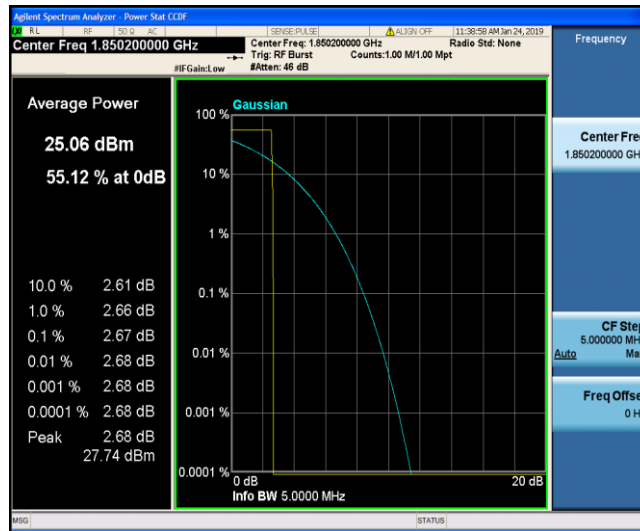 Agilent Spectrum Analyzer - Power Stat CCDF
RL RF 50 Ω AC SENSE:PULSE ALIGN OFF 11:38:58 AM Jan 24, 2019
Center Freq 1.850200000 GHz
Center Freq: 1.850200000 GHz Radio Std: None
Trig: RF Burst Counts:1.00 M/1.00 Mpt
#IFGain:Low #Atten: 46 dB
Frequency
Average Power
25.06 dBm
55.12 % at 0dB
10.0 % 2.61 dB
1.0 % 2.66 dB
0.1 % 2.67 dB
0.01 % 2.68 dB
0.001 % 2.68 dB
0.0001 % 2.68 dB
Peak 2.68 dB
27.74 dBm
Gaussian
100 %
10 %
1 %
0.1 %
0.01 %
0.001 %
0.0001 %
0 dB 20 dB
Info BW 5.0000 MHz
Center Fre
1.850200000 GH
CF Step
5.000000 MH
Auto Ma
Freq Offse
0 H
MSG STATUS